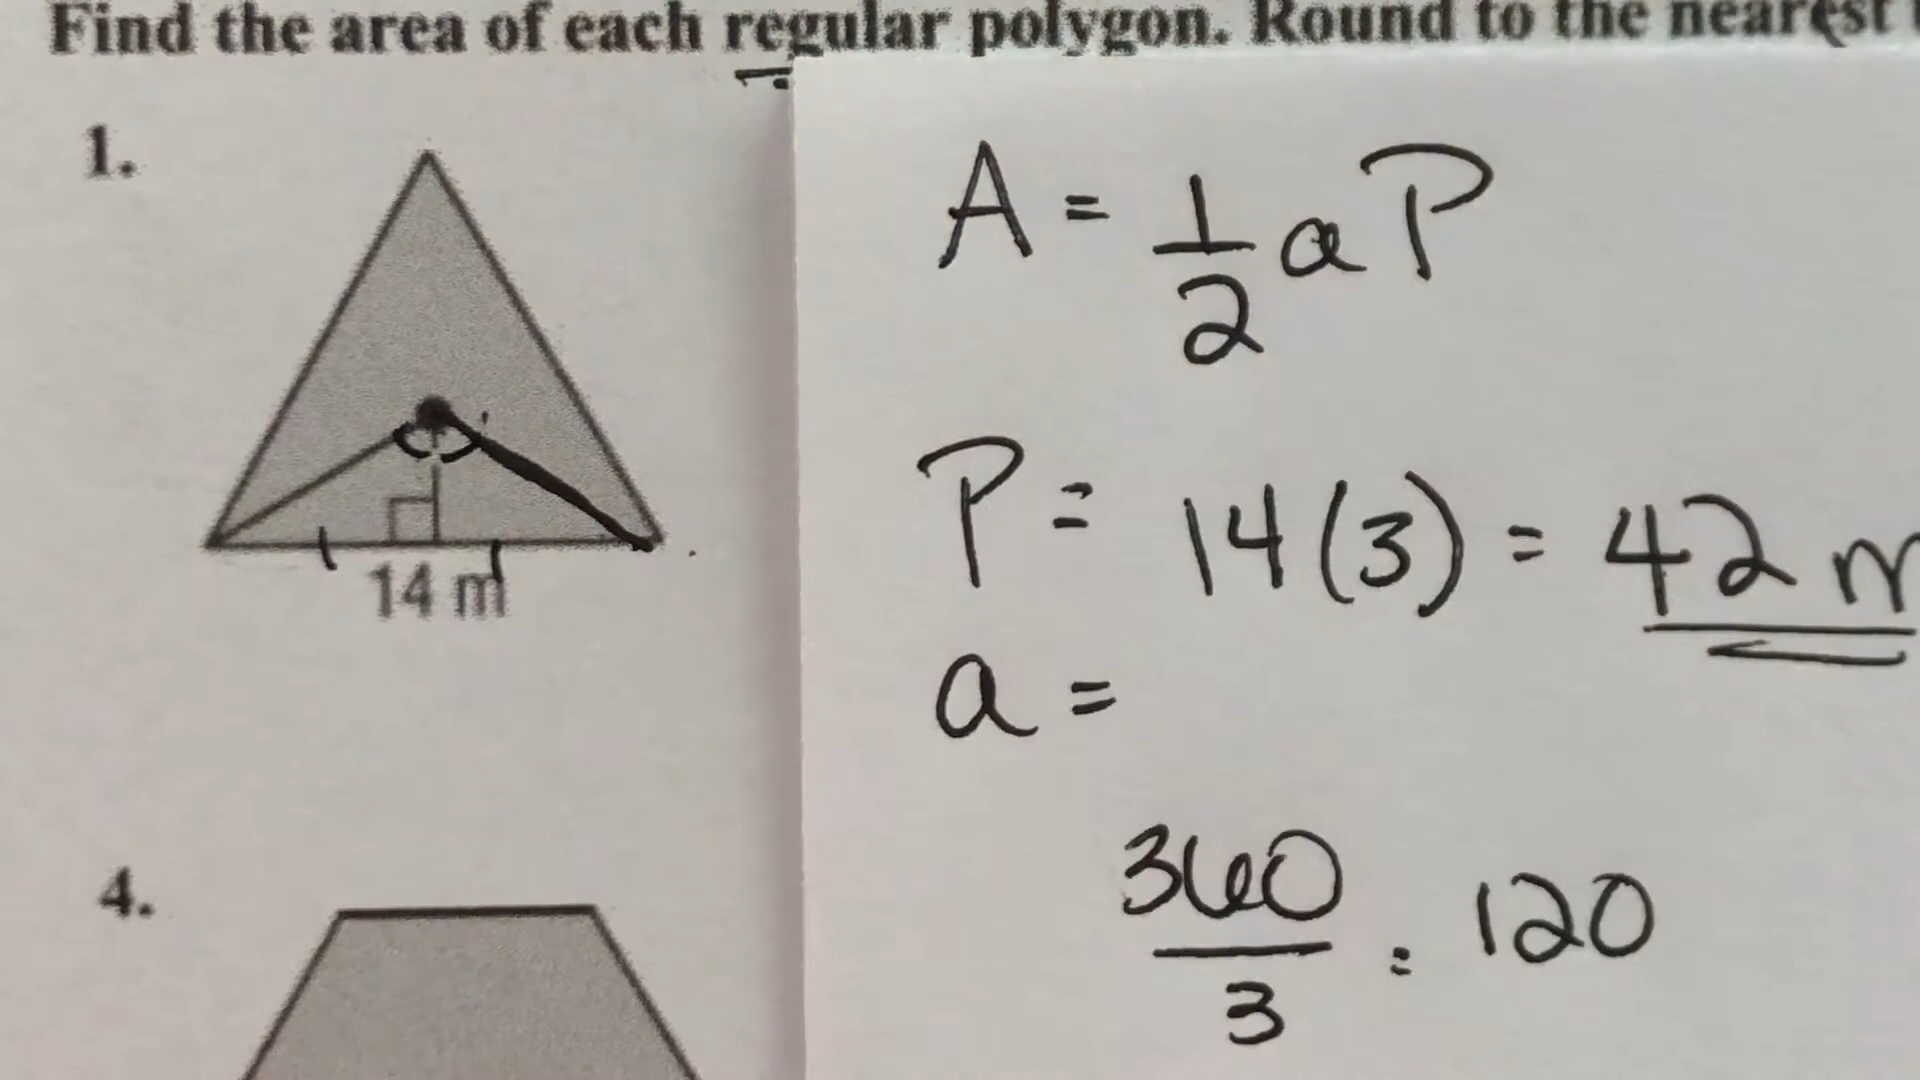 Find the area of each regular polygon. Round to the nearest
1.
14 m
4.
A = 1/2 a P
P = 14(3) = 42 m
a =
360/3 = 120